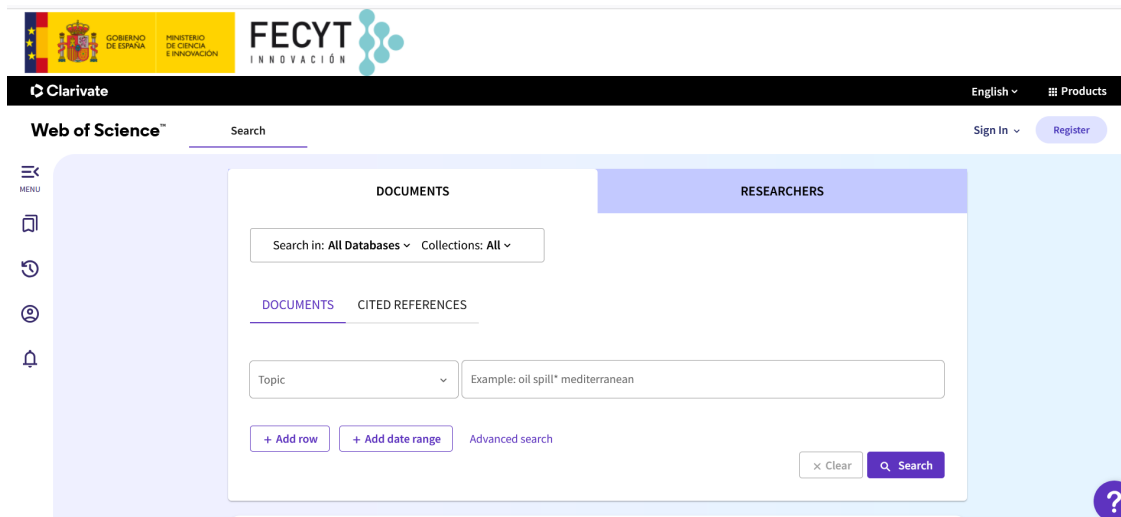 GOBIERNO
DE ESPAÑA
MINISTERIO
DE CIENCIA
E INNOVACIÓN
FECYT
INNOVACIÓN
Clarivate
English
Products
Web of Science™
Search
Sign In
Register
MENU
DOCUMENTS
RESEARCHERS
Search in: All Databases Collections: All
DOCUMENTS CITED REFERENCES
Topic
Example: oil spill* mediterranean
+ Add row
+ Add date range
Advanced search
× Clear
Search
?